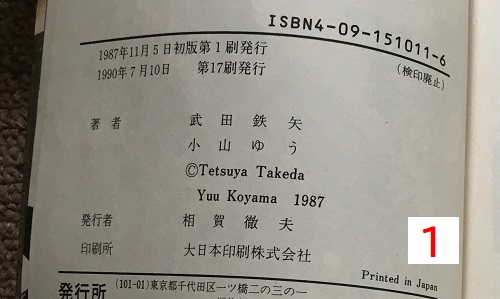 ISBN4-09-151011-6
1987年11月5日初版第1刷発行
(検印廃止)
1990年7月10日 第17刷発行
著者 武田鉄矢
小山ゆう
©Tetsuya Takeda
Yuu Koyama 1987
発行者 相賀徹夫
印刷所 大日本印刷株式会社
1
Printed in Japan
発行所 (101-01)東京都千代田区一ツ橋二の三の一